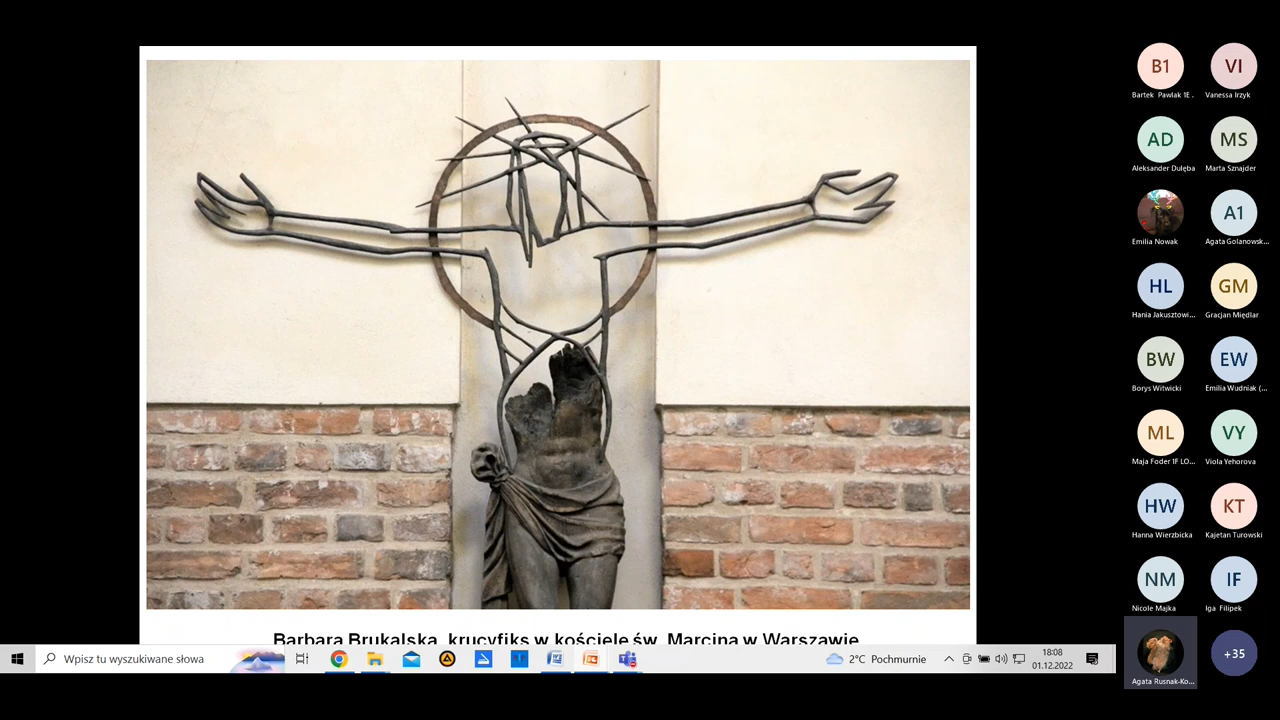 B1
VI
Bartek Pawlak 1E .
Vanessa Irzyk
AD
MS
Aleksander Dulęba
Marta Sznajder
Emilia Nowak
A1
Agata Golanowsk...
HL
GM
Hania Jakusztowi...
Gracjan Międlar
BW
EW
Borys Witwicki
Emilia Wudniak (...
ML
VY
Maja Foder 1F LO...
Viola Yehorova
HW
KT
Hanna Wierzbicka
Kajetan Turowski
NM
IF
Nicole Majka
Iga Filipek
Agata Rusnak-Ko...
+35
Barbara Brukalska, krucyfiks w kościele św. Marcina w Warszawie
Wpisz tu wyszukiwane słowa
2°C Pochmurnie
18:08
01.12.2022